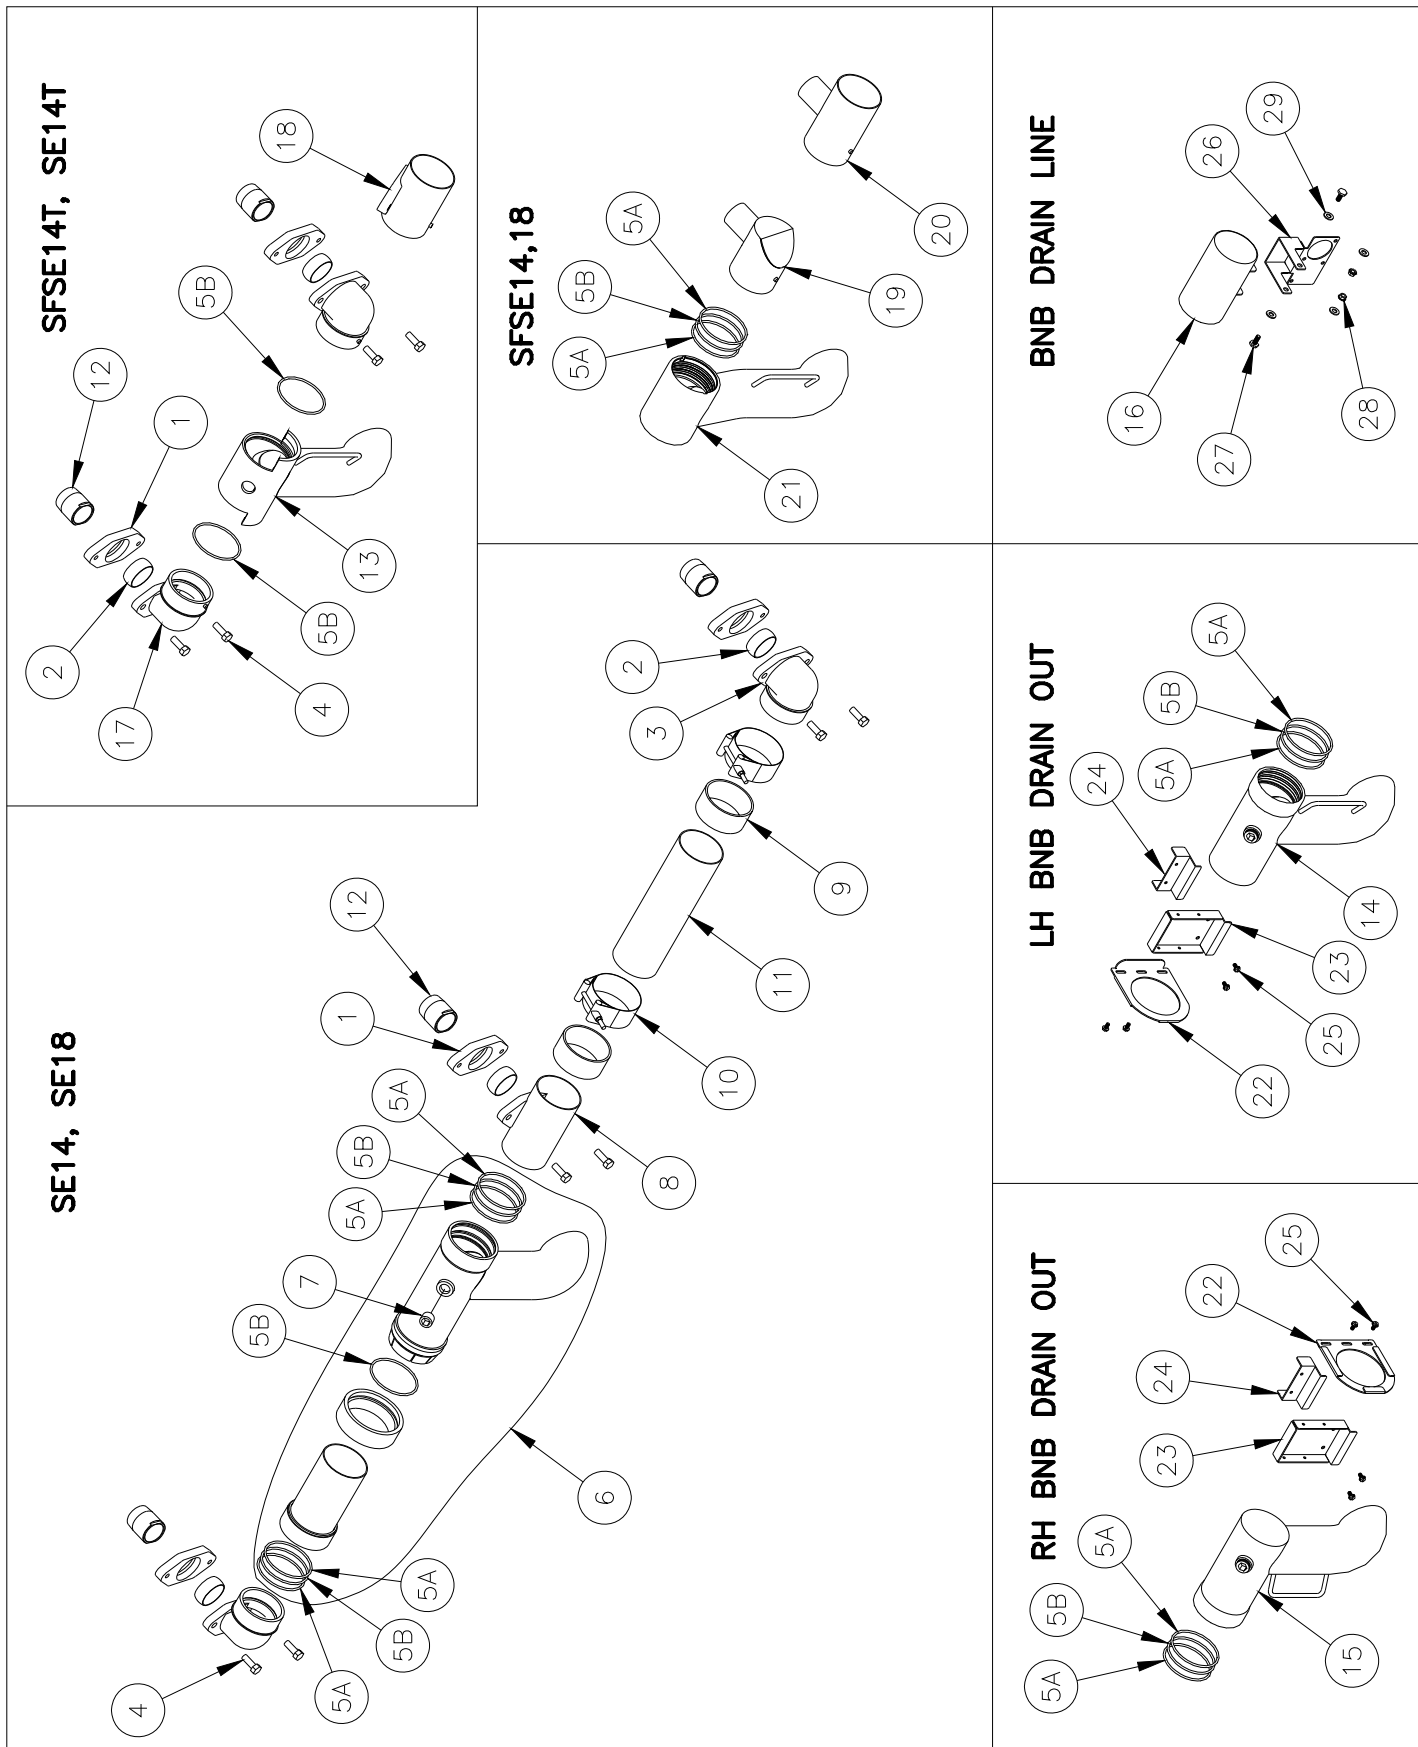 SFSE14T, SE14T
12
1
5B
18
2
17
4
5B
13
SFSE14,18
5A
5B
5A
21
19
20
BNB DRAIN LINE
16
26
29
27
28
SE14, SE18
4
5A
5B
5A
6
5B
7
5A
5B
5A
1
12
8
10
11
9
3
2
LH BNB DRAIN OUT
24
5A
5B
5A
22
25
23
14
RH BNB DRAIN OUT
5A
5B
5A
15
23
24
22
25